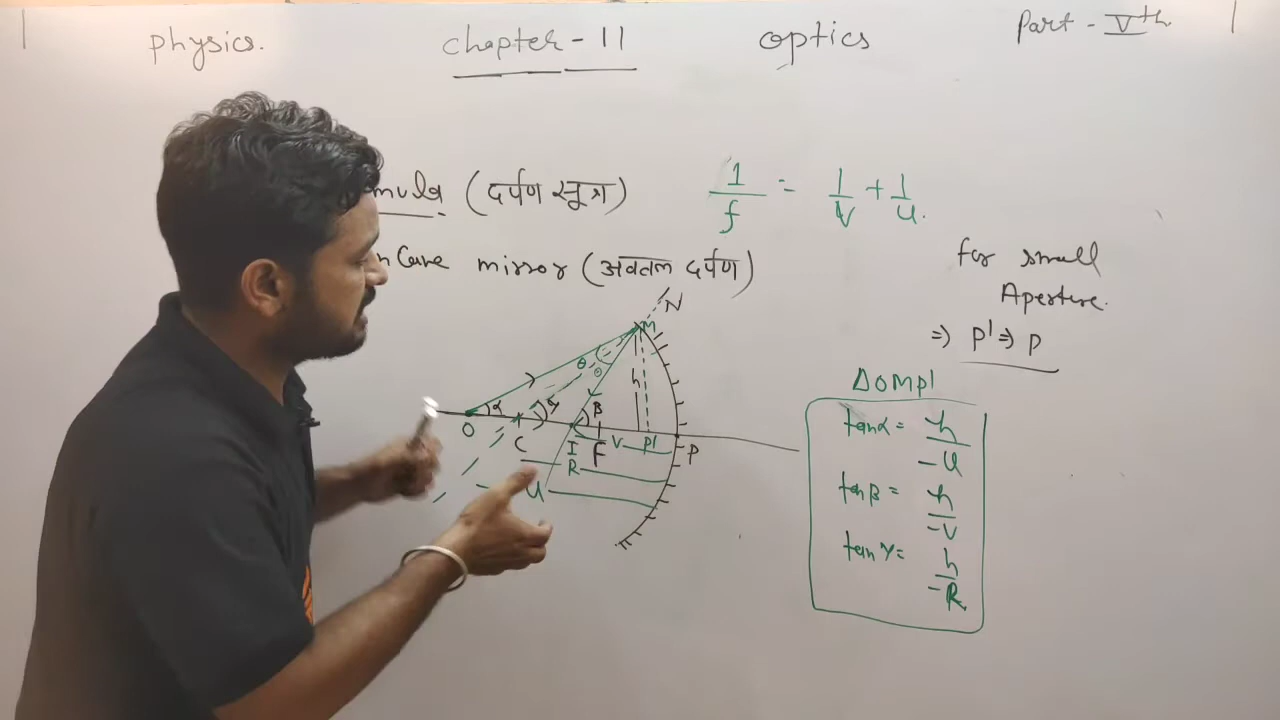 physics. chapter - 11 optics Part - Vth
mula (दर्पण सूत्र) 1/f = 1/v + 1/u.
n Cave mirror (अवतल दर्पण)
for small
Aperture.
⇒ p' ⇒ p
N
M
θ
θ
h
α
γ
β
O
C
I
F
V
p'
P
R
U
ΔOMP'
tanα = h/-u
tanβ = h/-v
tanγ = h/-R